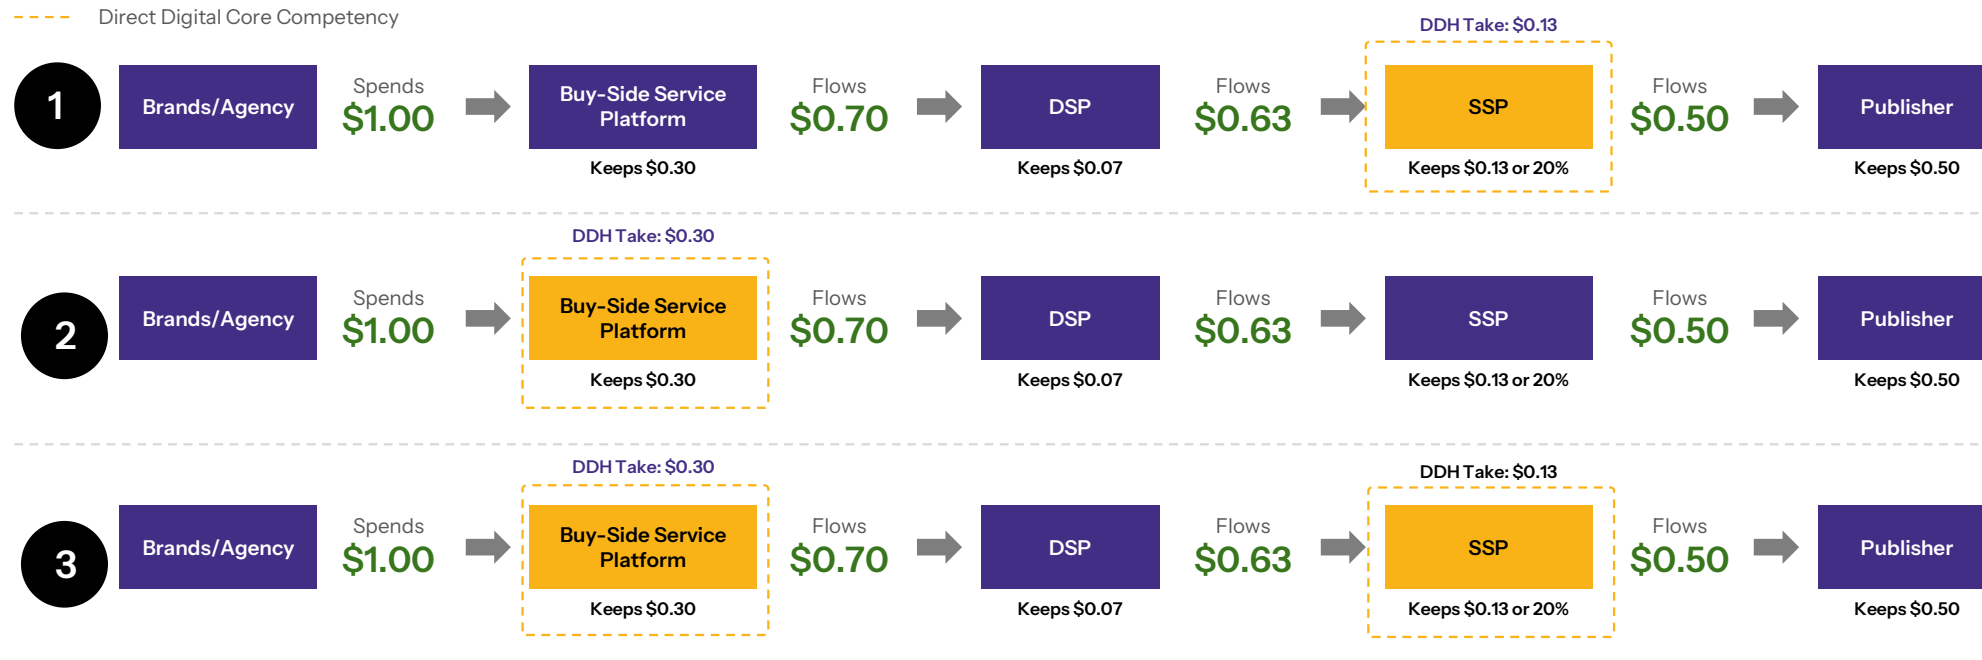 Direct Digital Core Competency
DDH Take: $0.13
1
Brands/Agency
Spends
$1.00
Buy-Side Service
Platform
Keeps $0.30
Flows
$0.70
DSP
Keeps $0.07
Flows
$0.63
SSP
Keeps $0.13 or 20%
Flows
$0.50
Publisher
Keeps $0.50
DDH Take: $0.30
2
Brands/Agency
Spends
$1.00
Buy-Side Service
Platform
Keeps $0.30
Flows
$0.70
DSP
Keeps $0.07
Flows
$0.63
SSP
Keeps $0.13 or 20%
Flows
$0.50
Publisher
Keeps $0.50
DDH Take: $0.30
DDH Take: $0.13
3
Brands/Agency
Spends
$1.00
Buy-Side Service
Platform
Keeps $0.30
Flows
$0.70
DSP
Keeps $0.07
Flows
$0.63
SSP
Keeps $0.13 or 20%
Flows
$0.50
Publisher
Keeps $0.50